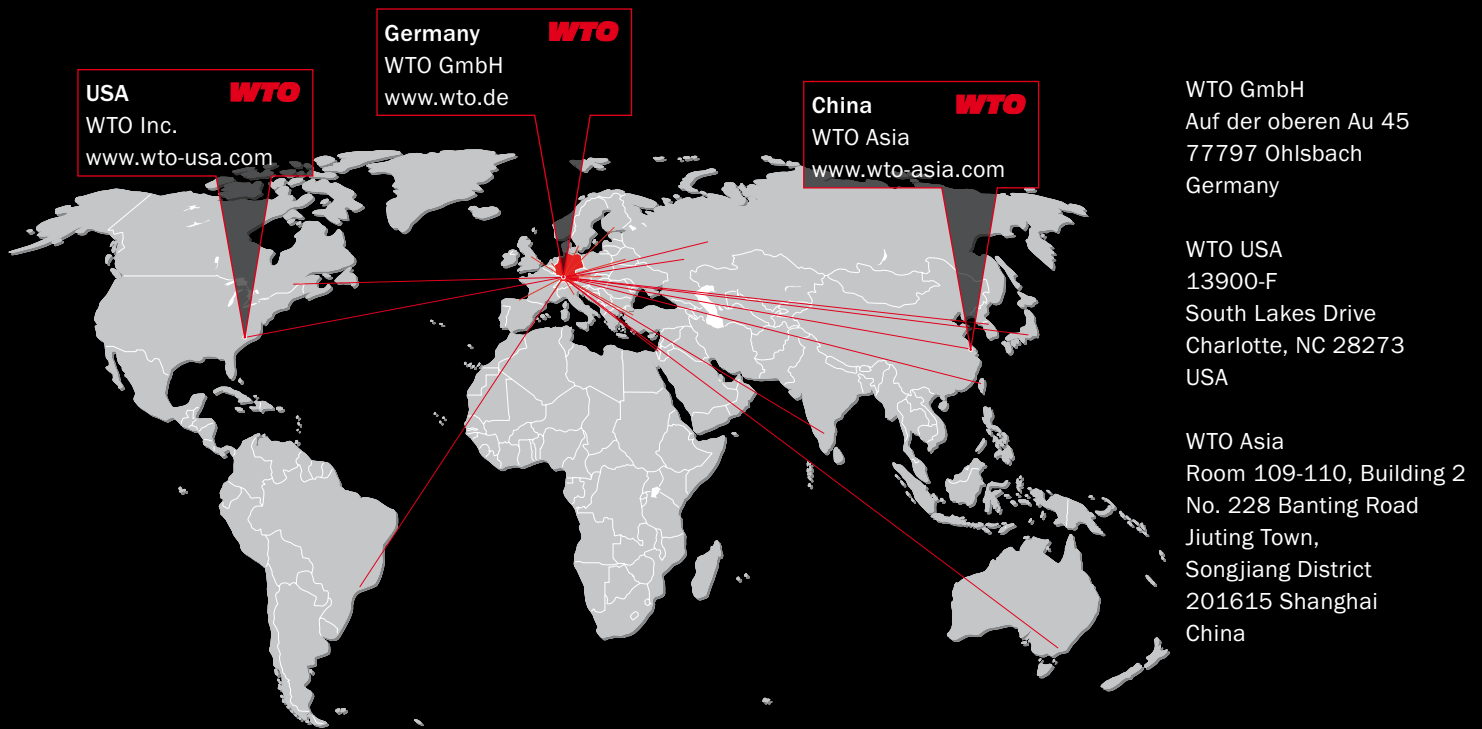 Germany WTO
WTO GmbH
www.wto.de
USA WTO
WTO Inc.
www.wto-usa.com
China WTO
WTO Asia
www.wto-asia.com
WTO GmbH
Auf der oberen Au 45
77797 Ohlsbach
Germany
WTO USA
13900-F
South Lakes Drive
Charlotte, NC 28273
USA
WTO Asia
Room 109-110, Building 2
No. 228 Banting Road
Jiuting Town,
Songjiang District
201615 Shanghai
China